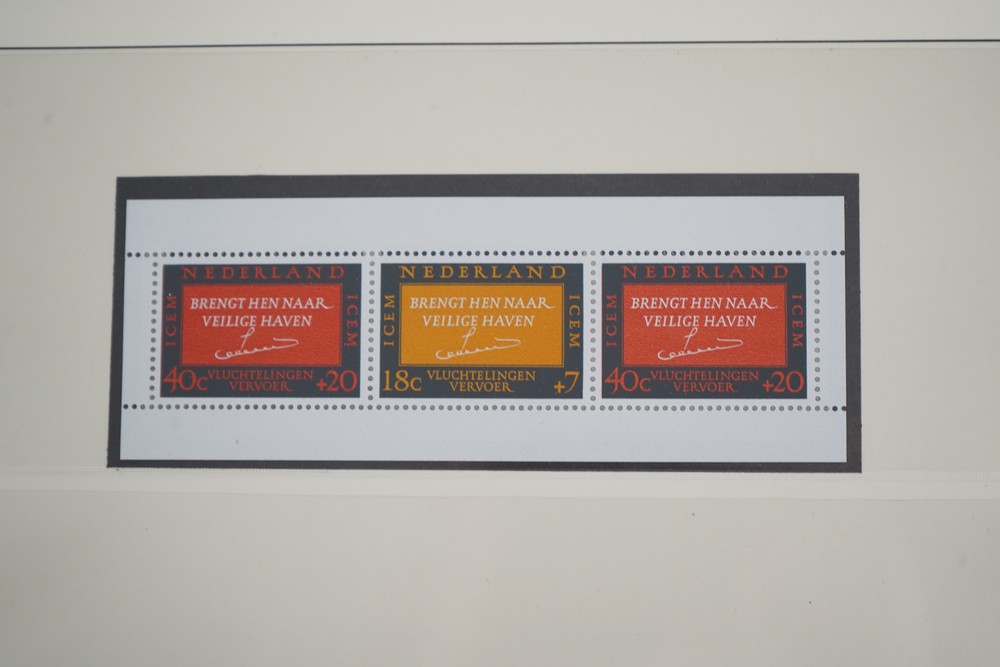 NEDERLAND
ICEM
BRENGT HEN NAAR
VEILIGE HAVEN
ICEM
40c VLUCHTELINGEN
VERVOER +20
NEDERLAND
ICEM
BRENGT HEN NAAR
VEILIGE HAVEN
ICEM
18c VLUCHTELINGEN
VERVOER +7
NEDERLAND
ICEM
BRENGT HEN NAAR
VEILIGE HAVEN
ICEM
40c VLUCHTELINGEN
VERVOER +20